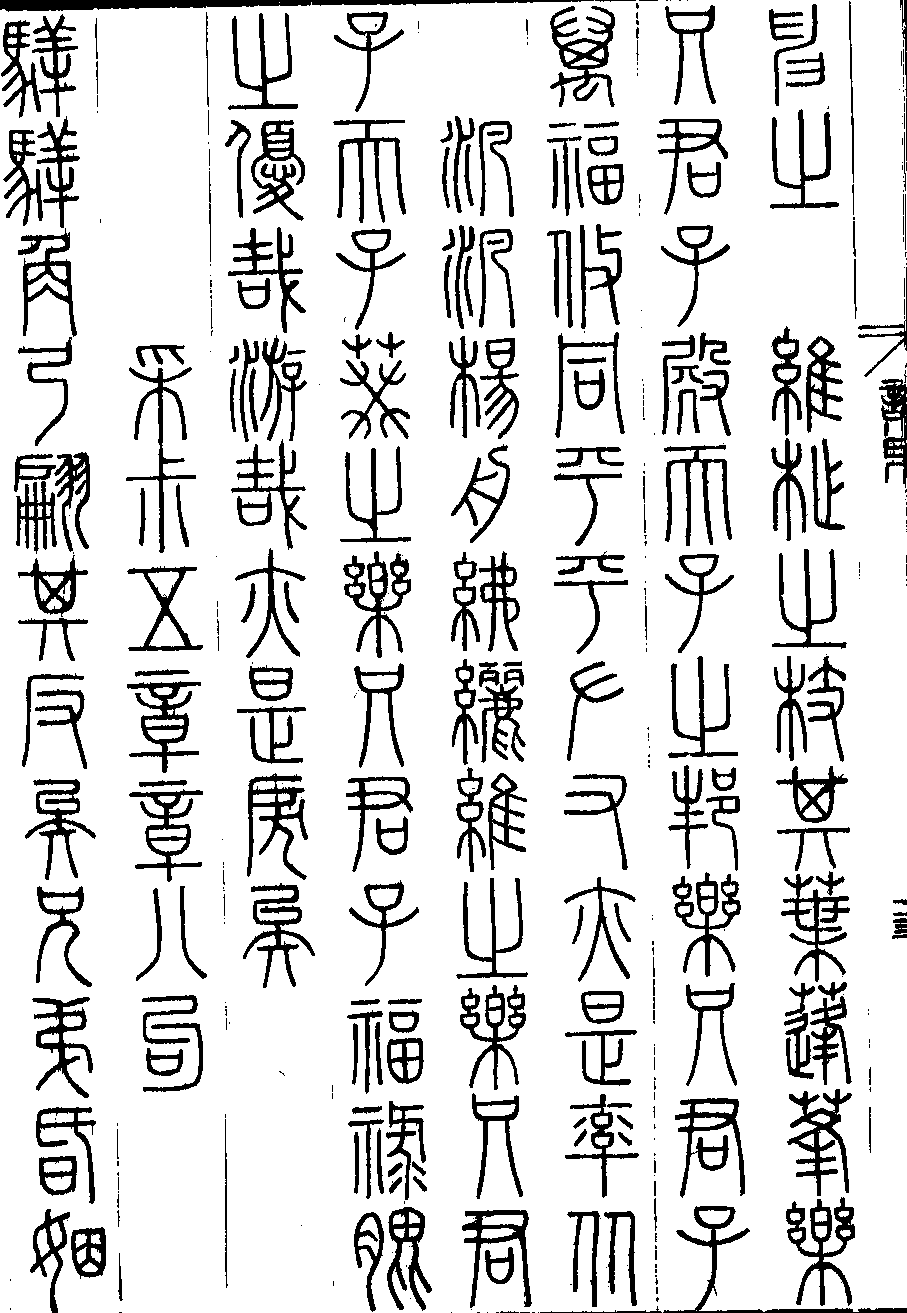 申之　維柞之枝其葉蓬蓬樂
只君子殿天子之邦樂只君子
萬福攸同平平左右亦是率从
汎汎楊舟紼纚維之樂只君
子天子葵之樂只君子福祿膍
之優哉游哉亦是戾矣
采尗五章章八句
騂騂角弓翩其反矣兄弟昏姻